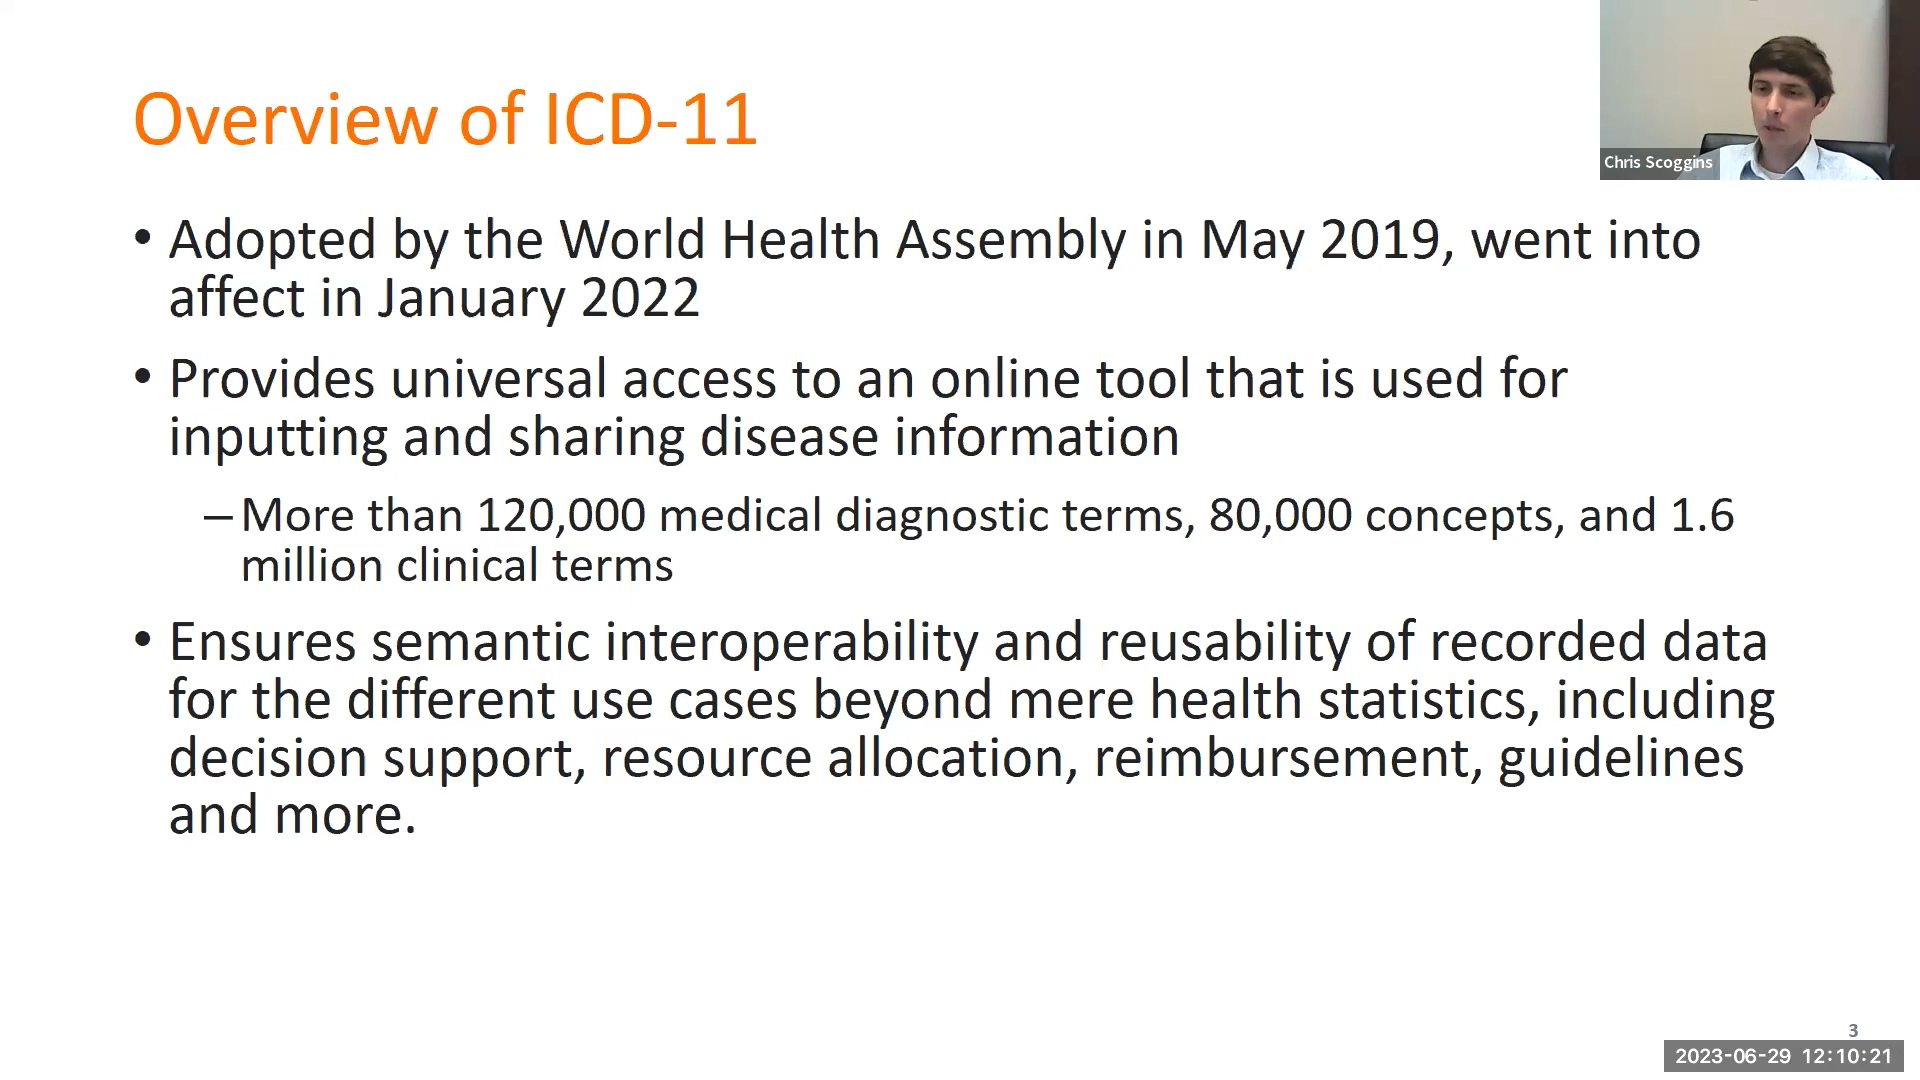 Overview of ICD-11
Chris Scoggins
• Adopted by the World Health Assembly in May 2019, went into
affect in January 2022
• Provides universal access to an online tool that is used for
inputting and sharing disease information
– More than 120,000 medical diagnostic terms, 80,000 concepts, and 1.6
million clinical terms
• Ensures semantic interoperability and reusability of recorded data
for the different use cases beyond mere health statistics, including
decision support, resource allocation, reimbursement, guidelines
and more.
3
2023-06-29 12:10:21